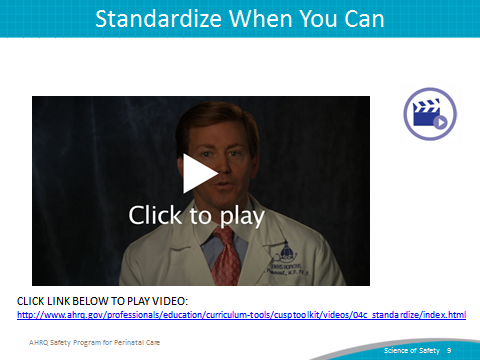 Standardize When You Can
Click to play
CLICK LINK BELOW TO PLAY VIDEO:
http://www.ahrq.gov/professionals/education/curriculum-tools/cusptoolkit/videos/04c_standardize/index.html
AHRQ Safety Program for Perinatal Care
Science of Safety 9